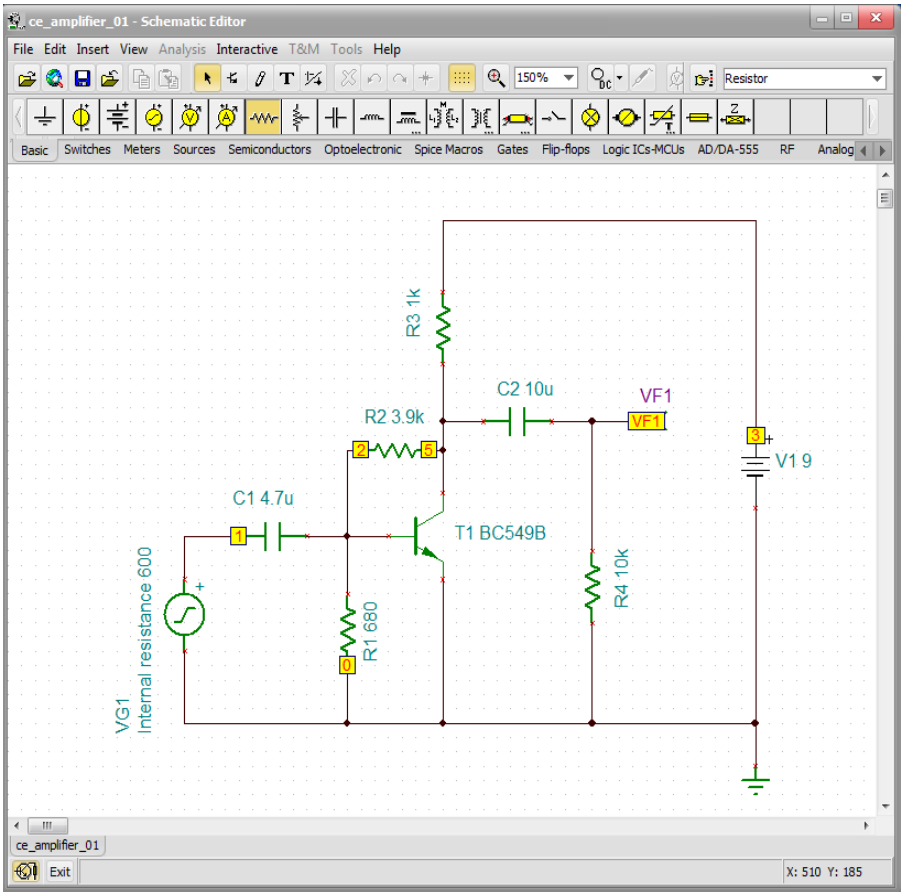 ce_amplifier_01 - Schematic Editor
File Edit Insert View Analysis Interactive T&M Tools Help
T 150% DC Resistor
V A M Z
Basic Switches Meters Sources Semiconductors Optoelectronic Spice Macros Gates Flip-flops Logic ICs-MCUs AD/DA-555 RF Analog
R3 1k
C2 10u
VF1
R2 3.9k
VF1
2
5
3
+
V1 9
C1 4.7u
1
T1 BC549B
+
R4 10k
R1 680
0
VG1
Internal resistance 600
ce_amplifier_01
Exit X: 510 Y: 185